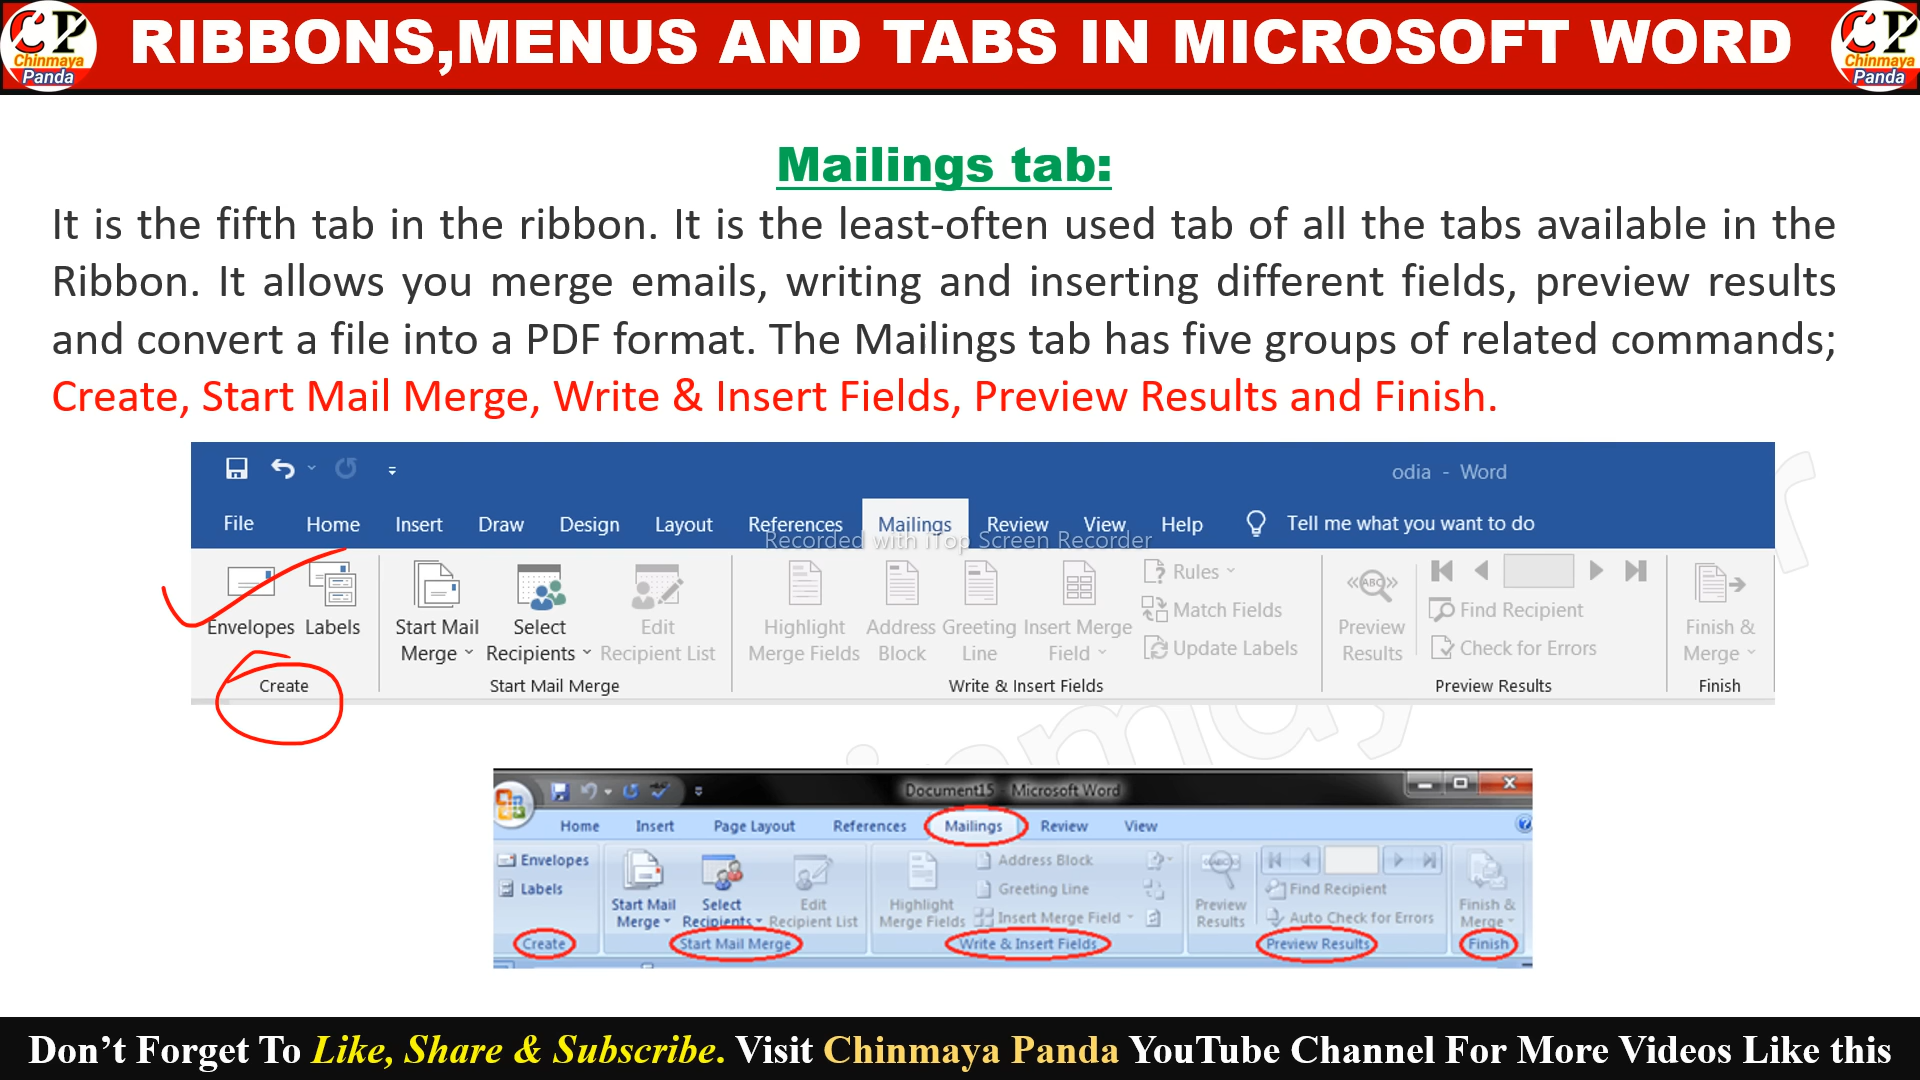 CP
Chinmaya
Panda
RIBBONS,MENUS AND TABS IN MICROSOFT WORD
CP
Chinmaya
Panda
Mailings tab:
It is the fifth tab in the ribbon. It is the least-often used tab of all the tabs available in the
Ribbon. It allows you merge emails, writing and inserting different fields, preview results
and convert a file into a PDF format. The Mailings tab has five groups of related commands;
Create, Start Mail Merge, Write & Insert Fields, Preview Results and Finish.
odia - Word
File Home Insert Draw Design Layout References Mailings Review View Help Tell me what you want to do
Recorded with iTop Screen Recorder
Envelopes Labels
Start Mail Merge
Select Recipients
Edit Recipient List
Highlight Merge Fields
Address Block
Greeting Line
Insert Merge Field
Rules
Match Fields
Update Labels
ABC
Preview Results
Find Recipient
Check for Errors
Finish & Merge
Create Start Mail Merge Write & Insert Fields Preview Results Finish
Document15 - Microsoft Word
Home Insert Page Layout References Mailings Review View
Envelopes
Labels
Start Mail Merge
Select Recipients
Edit Recipient List
Highlight Merge Fields
Address Block
Greeting Line
Insert Merge Field
ABC
Preview Results
Find Recipient
Auto Check for Errors
Finish & Merge
Create Start Mail Merge Write & Insert Fields Preview Results Finish
Don't Forget To Like, Share & Subscribe. Visit Chinmaya Panda YouTube Channel For More Videos Like this